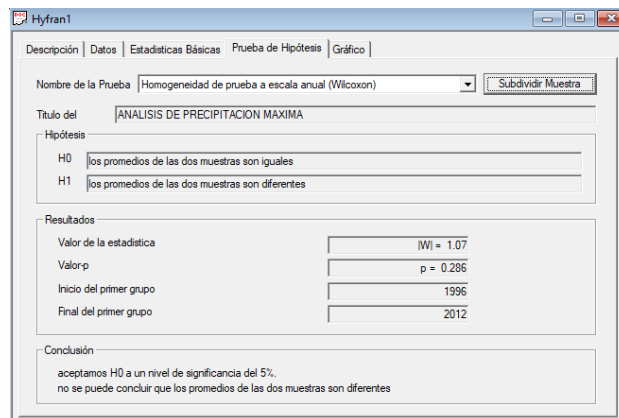 Hyfran1
Descripción Datos Estadisticas Básicas Prueba de Hipótesis Gráfico
Nombre de la Prueba Homogeneidad de prueba a escala anual (Wilcoxon) Subdividir Muestra
Titulo del ANALISIS DE PRECIPITACION MAXIMA
Hipótesis
H0 los promedios de las dos muestras son iguales
H1 los promedios de las dos muestras son diferentes
Resultados
Valor de la estadistica |W| = 1.07
Valor-p p = 0.286
Inicio del primer grupo 1996
Final del primer grupo 2012
Conclusión
aceptamos H0 a un nivel de significancia del 5%.
no se puede concluir que los promedios de las dos muestras son diferentes